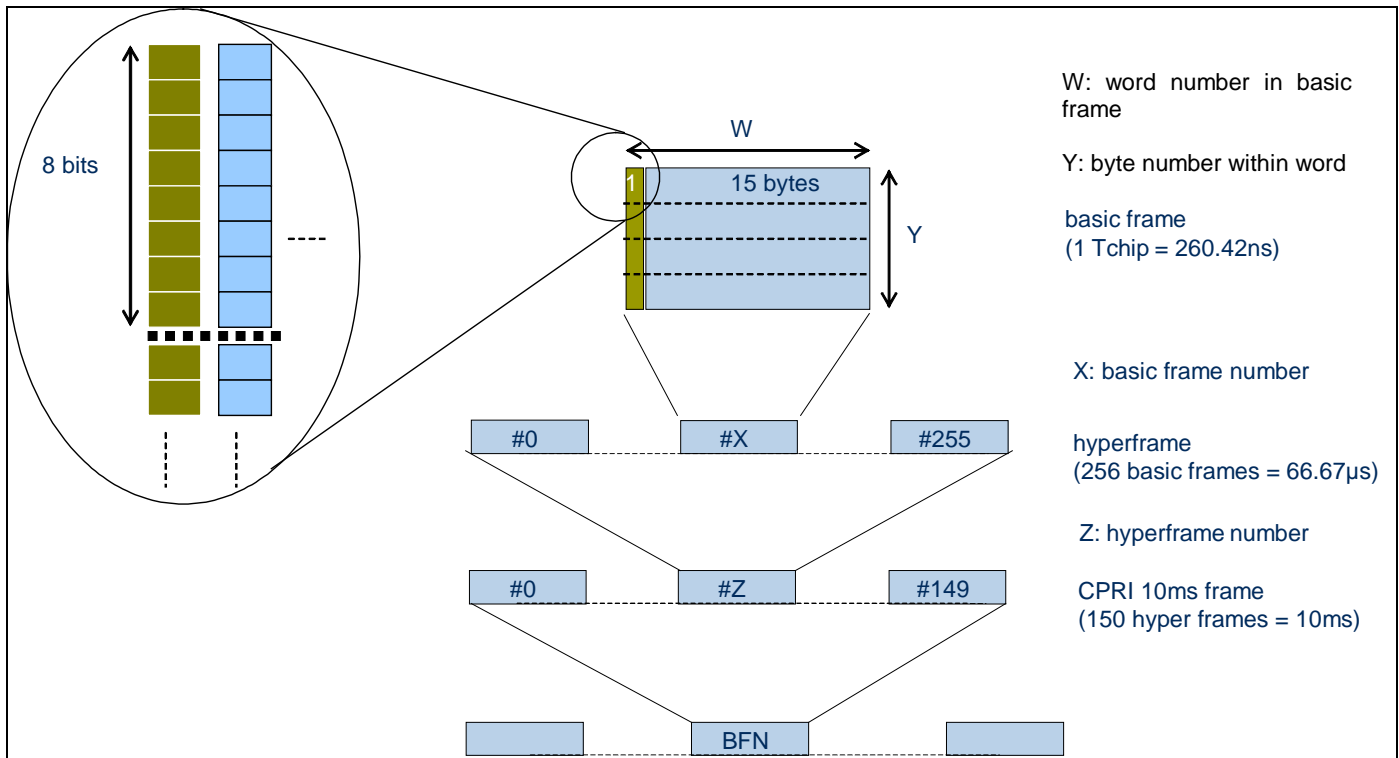 8 bits
W
1
15 bytes
Y
W: word number in basic
frame
Y: byte number within word
basic frame
(1 Tchip = 260.42ns)
X: basic frame number
#0
#X
#255
hyperframe
(256 basic frames = 66.67µs)
Z: hyperframe number
#0
#Z
#149
CPRI 10ms frame
(150 hyper frames = 10ms)
BFN